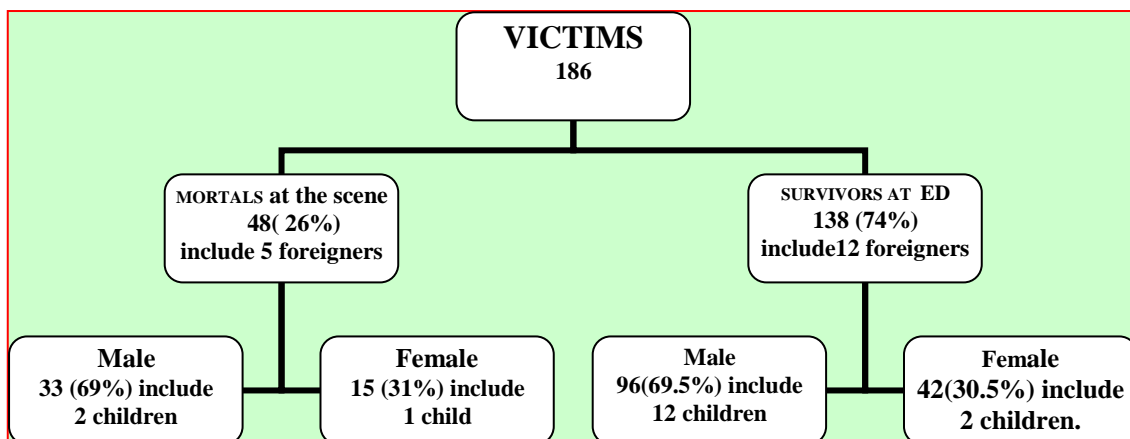 VICTIMS
186
MORTALS at the scene
48( 26%)
include 5 foreigners
SURVIVORS AT ED
138 (74%)
include12 foreigners
Male
33 (69%) include
2 children
Female
15 (31%) include
1 child
Male
96(69.5%) include
12 children
Female
42(30.5%) include
2 children.